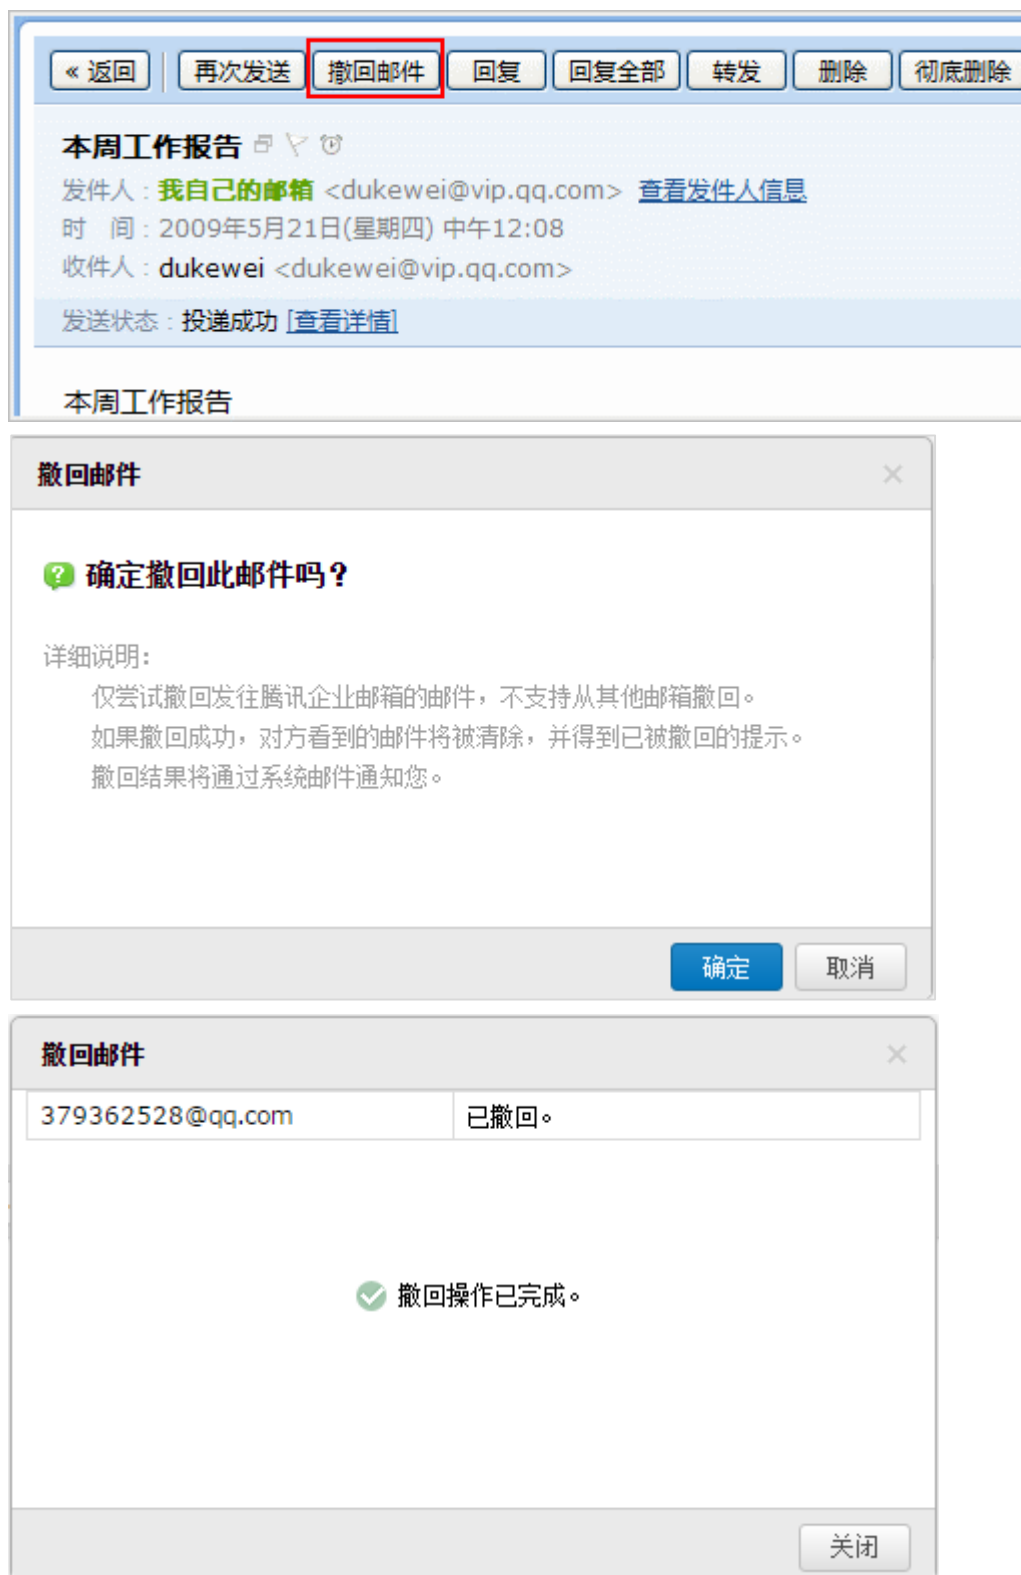 « 返回 再次发送 撤回邮件 回复 回复全部 转发 删除 彻底删除
本周工作报告
发件人：我自己的邮箱 <dukewei@vip.qq.com> 查看发件人信息
时 间：2009年5月21日(星期四) 中午12:08
收件人：dukewei <dukewei@vip.qq.com>
发送状态：投递成功 [查看详情]
本周工作报告
撤回邮件
确定撤回此邮件吗？
详细说明：
仅尝试撤回发往腾讯企业邮箱的邮件，不支持从其他邮箱撤回。
如果撤回成功，对方看到的邮件将被清除，并得到已被撤回的提示。
撤回结果将通过系统邮件通知您。
确定 取消
撤回邮件
379362528@qq.com 已撤回。
撤回操作已完成。
关闭